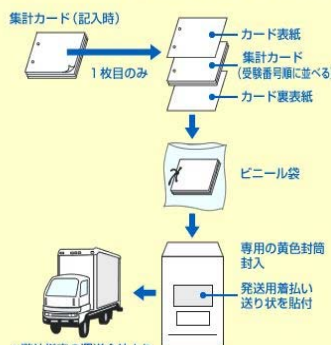 集計カード（記入時）
1枚目のみ
カード表紙
集計カード
（受験番号順に並べる）
カード裏表紙
ビニール袋
専用の黄色封筒
封入
発送用着払い
送り状を貼付